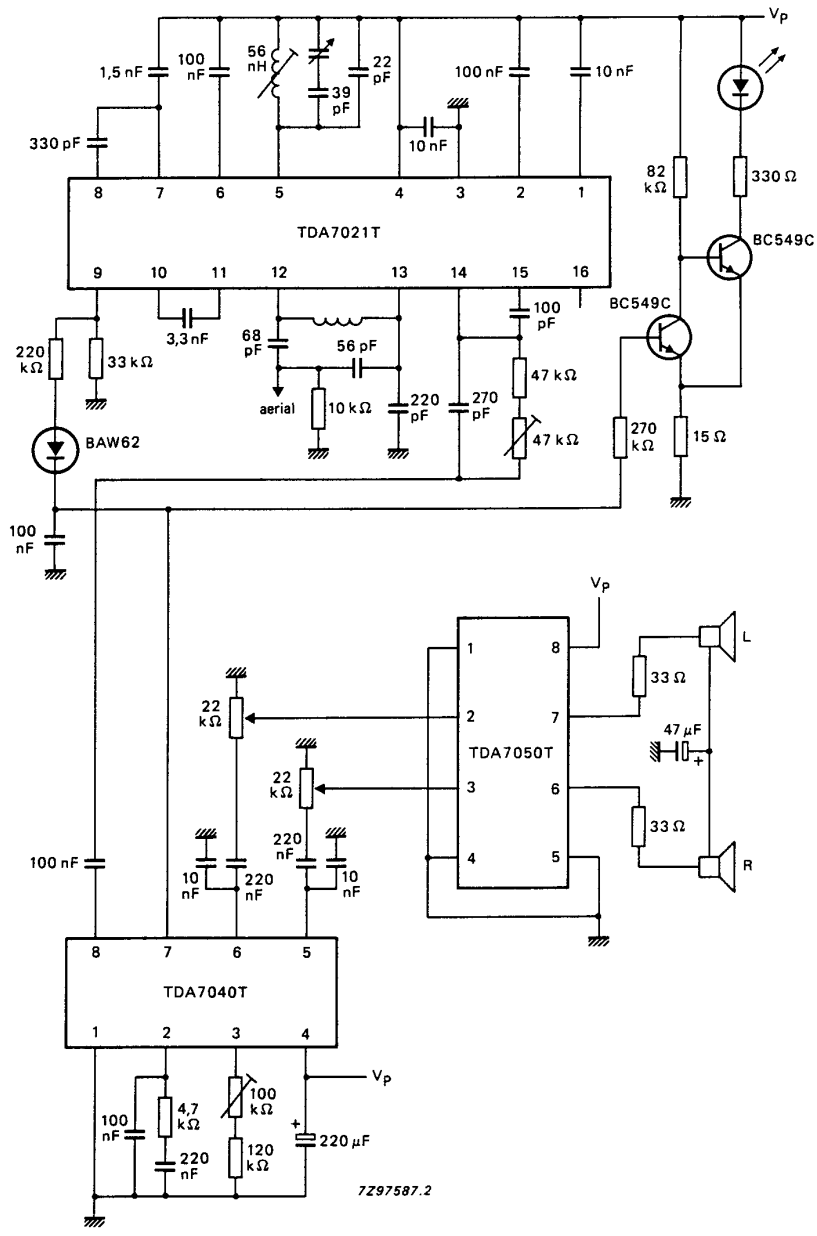 Vp
56
nH
22
pF
39
pF
1,5 nF
100
nF
100 nF
10 nF
330 pF
10 nF
82
kΩ
330 Ω
8 7 6 5 4 3 2 1
TDA7021T
BC549C
9 10 11 12 13 14 15 16
BC549C
3,3 nF
100
pF
220
kΩ
33 kΩ
68
pF
56 pF
47 kΩ
aerial
10 kΩ
220
pF
270
pF
47 kΩ
270
kΩ
15 Ω
BAW62
100
nF
Vp
1 8
L
33 Ω
22
kΩ
2 7
47 µF
+
TDA7050T
22
kΩ
3 6
33 Ω
100 nF
10
nF
220
nF
220
nF
10
nF
4 5
R
8 7 6 5
TDA7040T
1 2 3 4
Vp
100
nF
4,7
kΩ
100
kΩ
220
nF
120
kΩ
+
220 µF
7Z97587.2